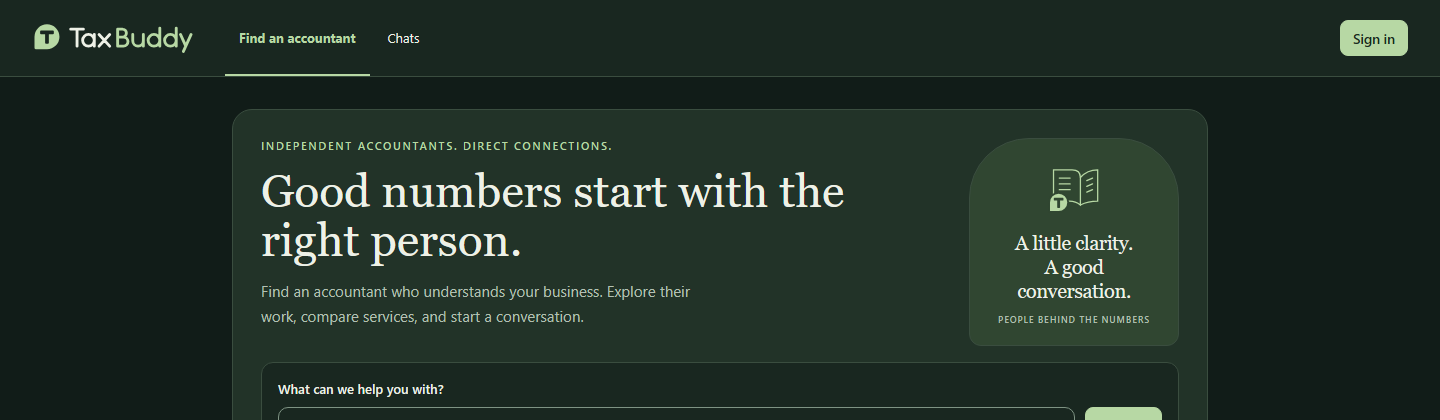 TaxBuddy
Find an accountant
Chats
Sign in
INDEPENDENT ACCOUNTANTS. DIRECT CONNECTIONS.
Good numbers start with the
right person.
Find an accountant who understands your business. Explore their
work, compare services, and start a conversation.
T
A little clarity.
A good
conversation.
PEOPLE BEHIND THE NUMBERS
What can we help you with?